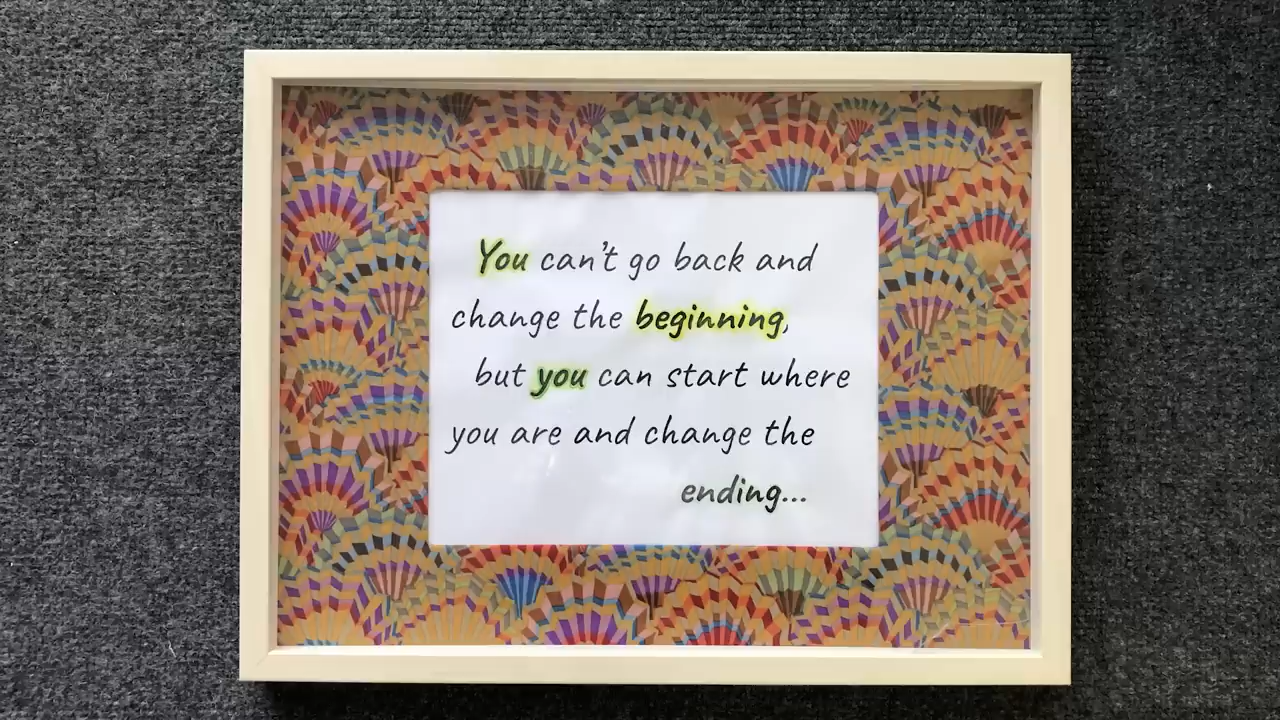 You can't go back and
change the beginning,
but you can start where
you are and change the
ending...